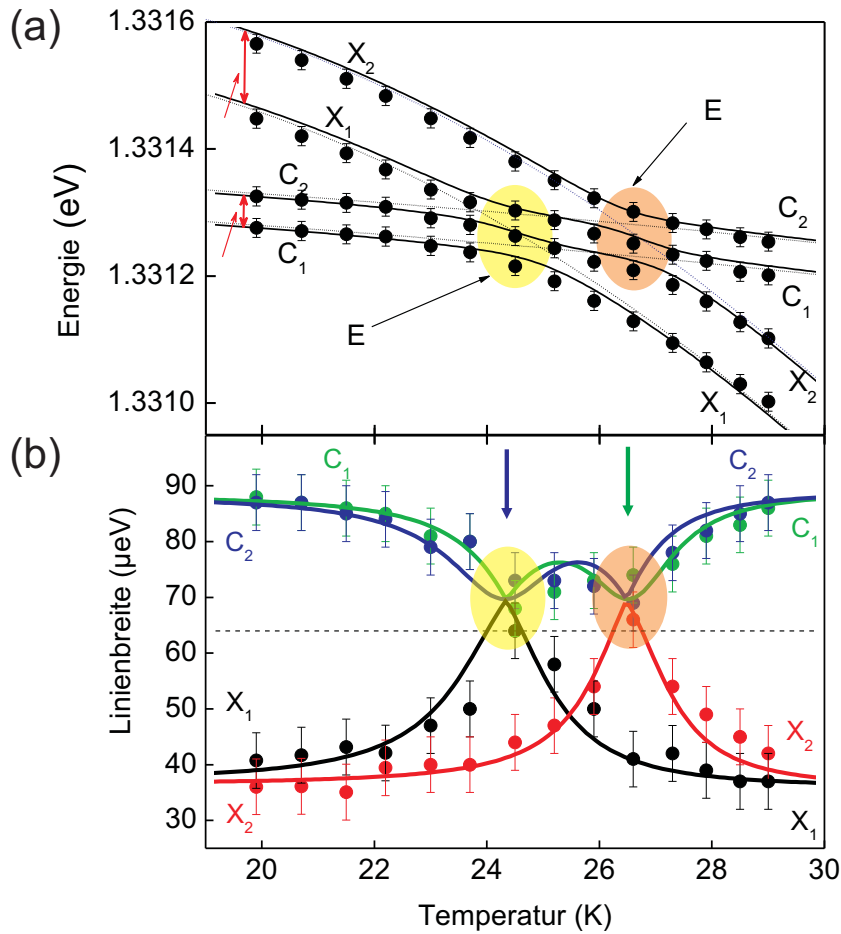 (a)
1.3316
1.3314
1.3312
1.3310
Energie (eV)
X2
X1
C2
C1
E
E
C2
C1
X2
X1
(b)
90
80
70
60
50
40
30
Linienbreite (µeV)
C1
C2
C2
C1
X1
X2
X2
X1
20 22 24 26 28 30
Temperatur (K)